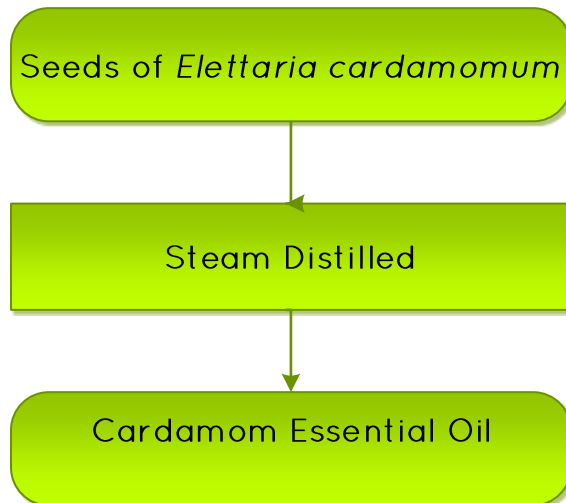 Seeds of Elettaria cardamomum
Steam Distilled
Cardamom Essential Oil